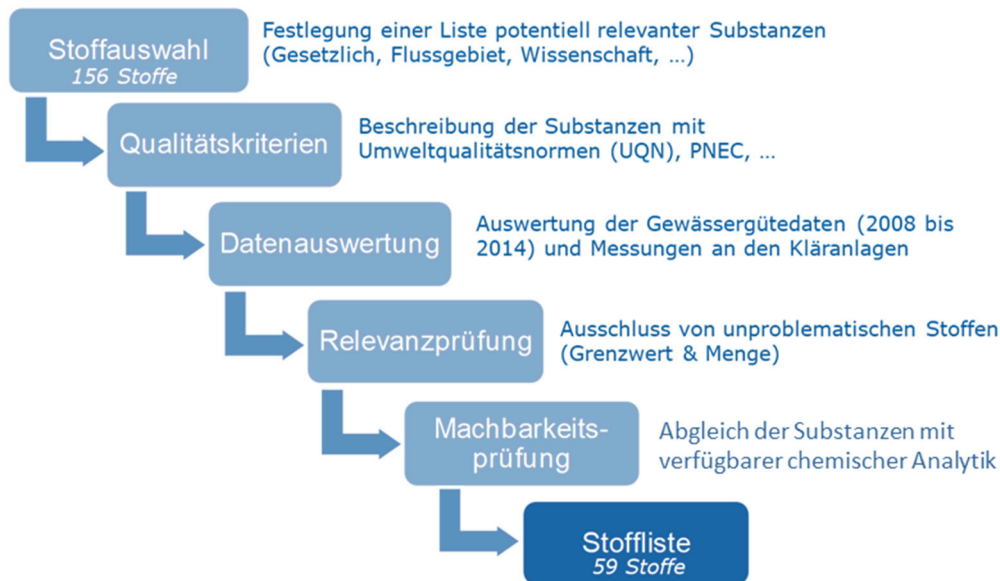 Stoffauswahl
156 Stoffe
Festlegung einer Liste potentiell relevanter Substanzen
(Gesetzlich, Flussgebiet, Wissenschaft, ...)
Qualitätskriterien
Beschreibung der Substanzen mit
Umweltqualitätsnormen (UQN), PNEC, ...
Datenauswertung
Auswertung der Gewässergütedaten (2008 bis
2014) und Messungen an den Kläranlagen
Relevanzprüfung
Ausschluss von unproblematischen Stoffen
(Grenzwert & Menge)
Machbarkeits-
prüfung
Abgleich der Substanzen mit
verfügbarer chemischer Analytik
Stoffliste
59 Stoffe